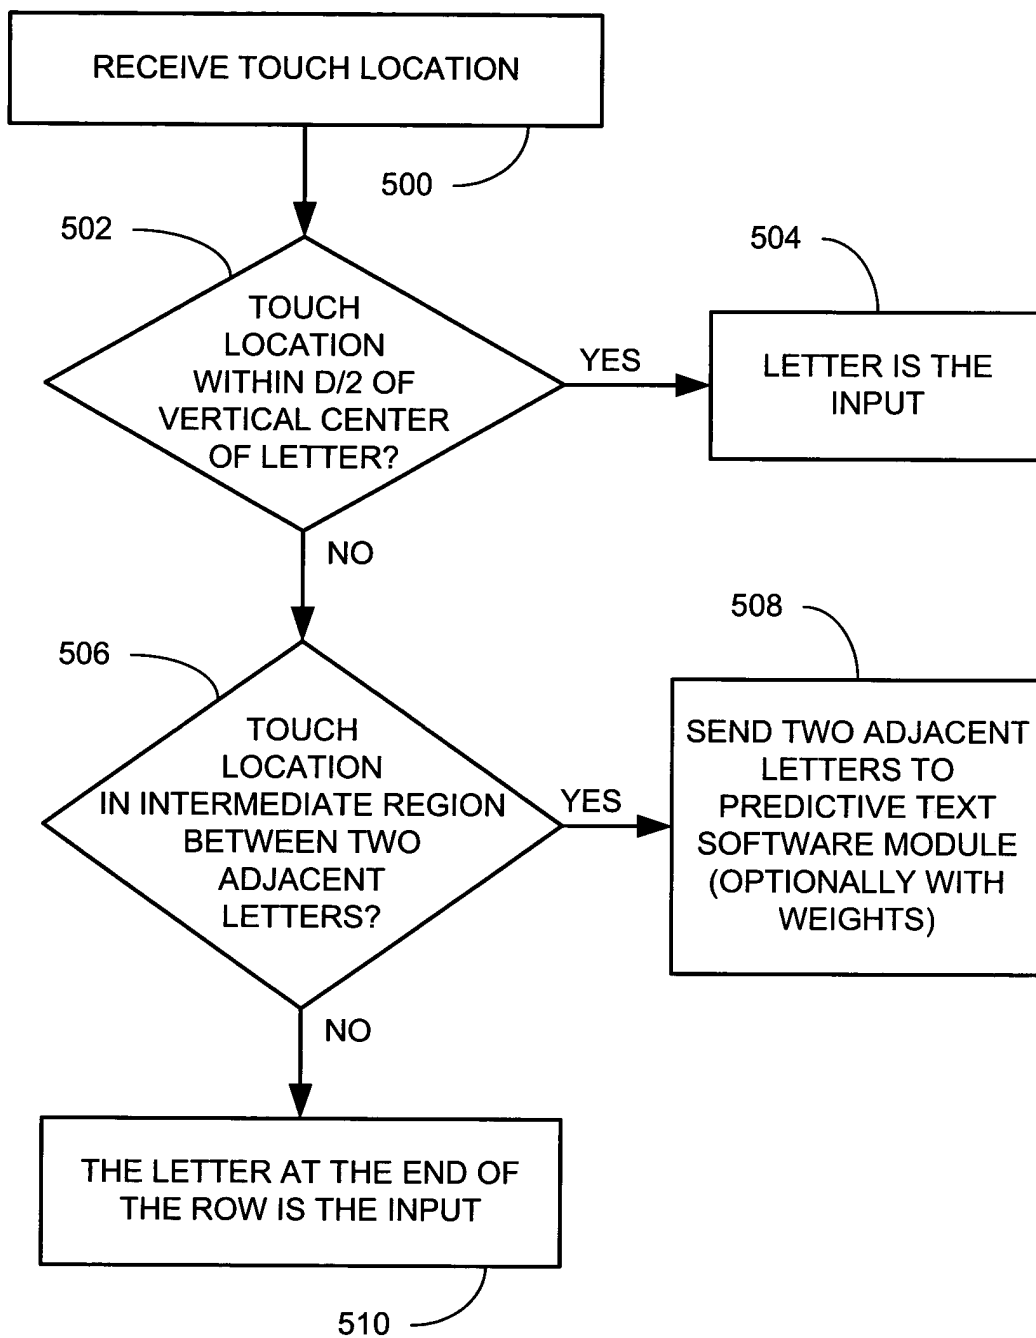 RECEIVE TOUCH LOCATION
500
502
TOUCH
LOCATION
WITHIN D/2 OF
VERTICAL CENTER
OF LETTER?
YES
504
LETTER IS THE
INPUT
NO
506
TOUCH
LOCATION
IN INTERMEDIATE REGION
BETWEEN TWO
ADJACENT
LETTERS?
YES
508
SEND TWO ADJACENT
LETTERS TO
PREDICTIVE TEXT
SOFTWARE MODULE
(OPTIONALLY WITH
WEIGHTS)
NO
THE LETTER AT THE END OF
THE ROW IS THE INPUT
510